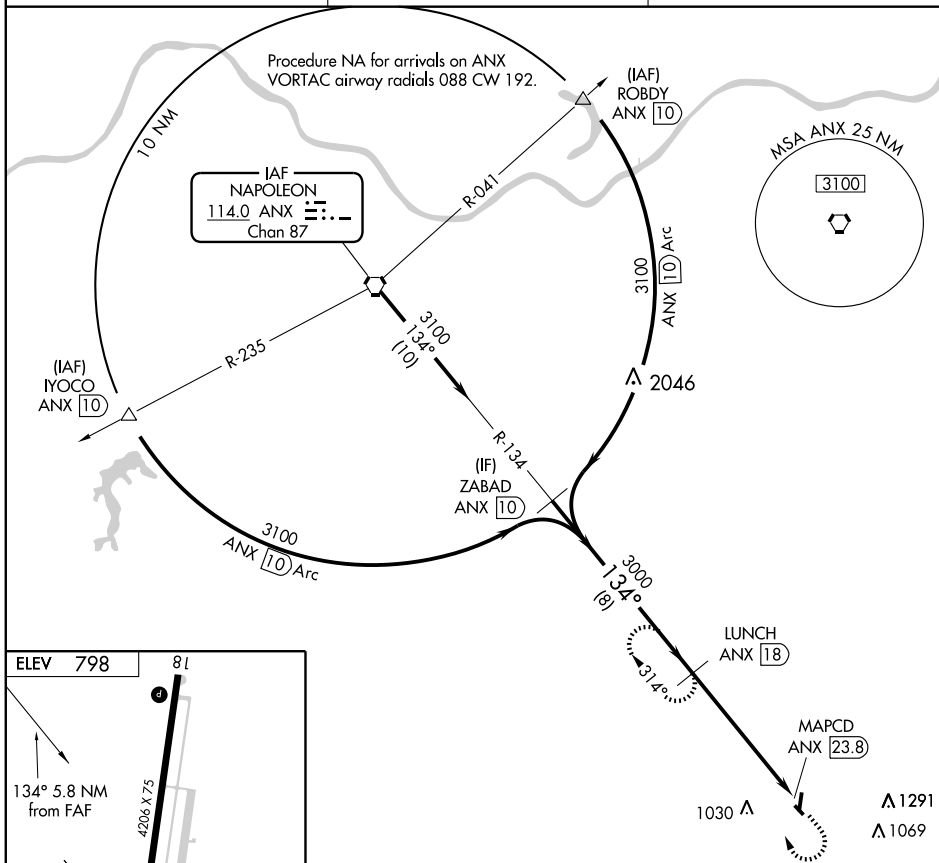 Procedure NA for arrivals on ANX
VORTAC airway radials 088 CW 192.
10 NM
(IAF)
ROBDY
ANX 10
MSA ANX 25 NM
3100
IAF
NAPOLEON
114.0 ANX
Chan 87
R-041
3100
ANX 10 Arc
3100
134°
(10)
R-235
(IAF)
IYOCO
ANX 10
2046
R-134
(IF)
ZABAD
ANX 10
3100
ANX 10 Arc
3000
134°
(8)
LUNCH
ANX 18
314°
MAPCD
ANX 23.8
1030
1291
1069
ELEV 798
18
P
134° 5.8 NM
from FAF
4206 X 75